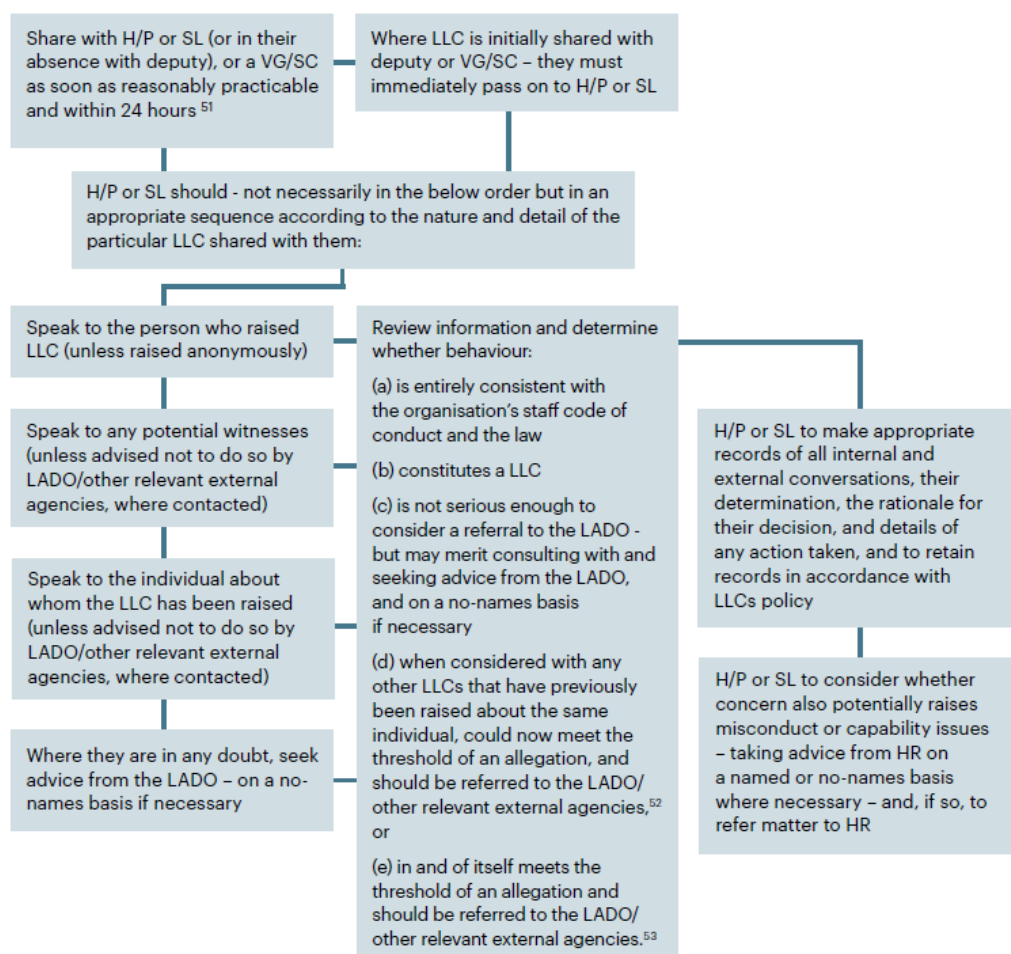 Share with H/P or SL (or in their
absence with deputy), or a VG/SC
as soon as reasonably practicable
and within 24 hours 51
Where LLC is initially shared with
deputy or VG/SC – they must
immediately pass on to H/P or SL
H/P or SL should - not necessarily in the below order but in an
appropriate sequence according to the nature and detail of the
particular LLC shared with them:
Speak to the person who raised
LLC (unless raised anonymously)
Speak to any potential witnesses
(unless advised not to do so by
LADO/other relevant external
agencies, where contacted)
Speak to the individual about
whom the LLC has been raised
(unless advised not to do so by
LADO/other relevant external
agencies, where contacted)
Where they are in any doubt, seek
advice from the LADO – on a no-
names basis if necessary
Review information and determine
whether behaviour:
(a) is entirely consistent with
the organisation’s staff code of
conduct and the law
(b) constitutes a LLC
(c) is not serious enough to
consider a referral to the LADO -
but may merit consulting with and
seeking advice from the LADO,
and on a no-names basis
if necessary
(d) when considered with any
other LLCs that have previously
been raised about the same
individual, could now meet the
threshold of an allegation, and
should be referred to the LADO/
other relevant external agencies,52
or
(e) in and of itself meets the
threshold of an allegation and
should be referred to the LADO/
other relevant external agencies.53
H/P or SL to make appropriate
records of all internal and
external conversations, their
determination, the rationale for
their decision, and details of
any action taken, and to retain
records in accordance with
LLCs policy
H/P or SL to consider whether
concern also potentially raises
misconduct or capability issues
– taking advice from HR on
a named or no-names basis
where necessary – and, if so, to
refer matter to HR